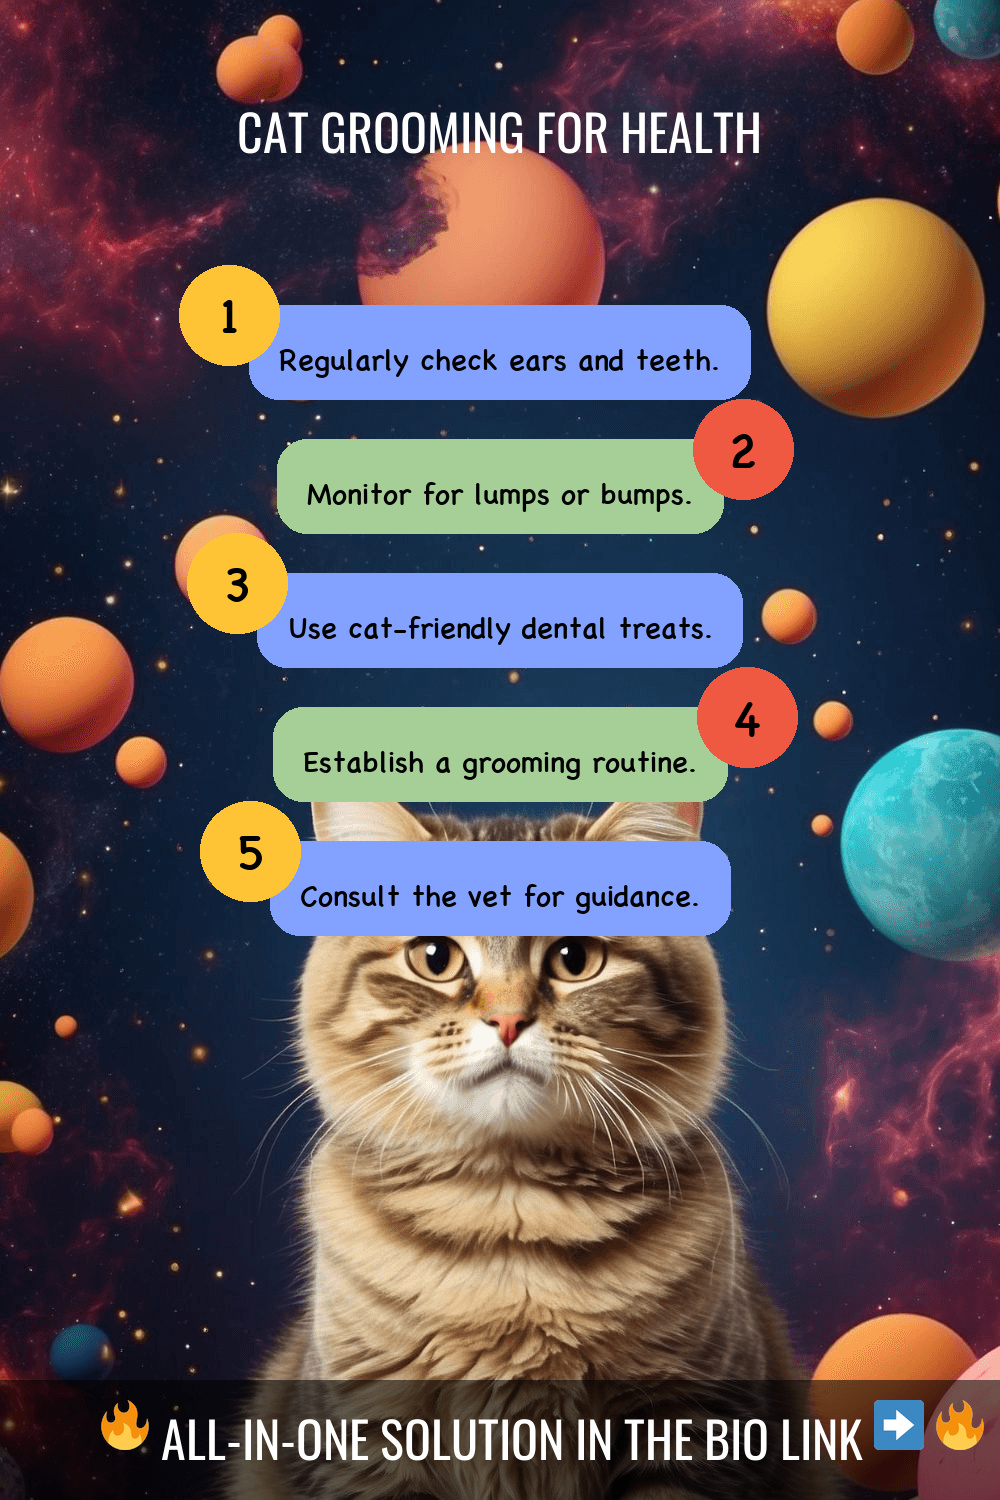 CAT GROOMING FOR HEALTH
1
Regularly check ears and teeth.
2
Monitor for lumps or bumps.
3
Use cat-friendly dental treats.
4
Establish a grooming routine.
5
Consult the vet for guidance.
🔥 ALL-IN-ONE SOLUTION IN THE BIO LINK ➡️ 🔥